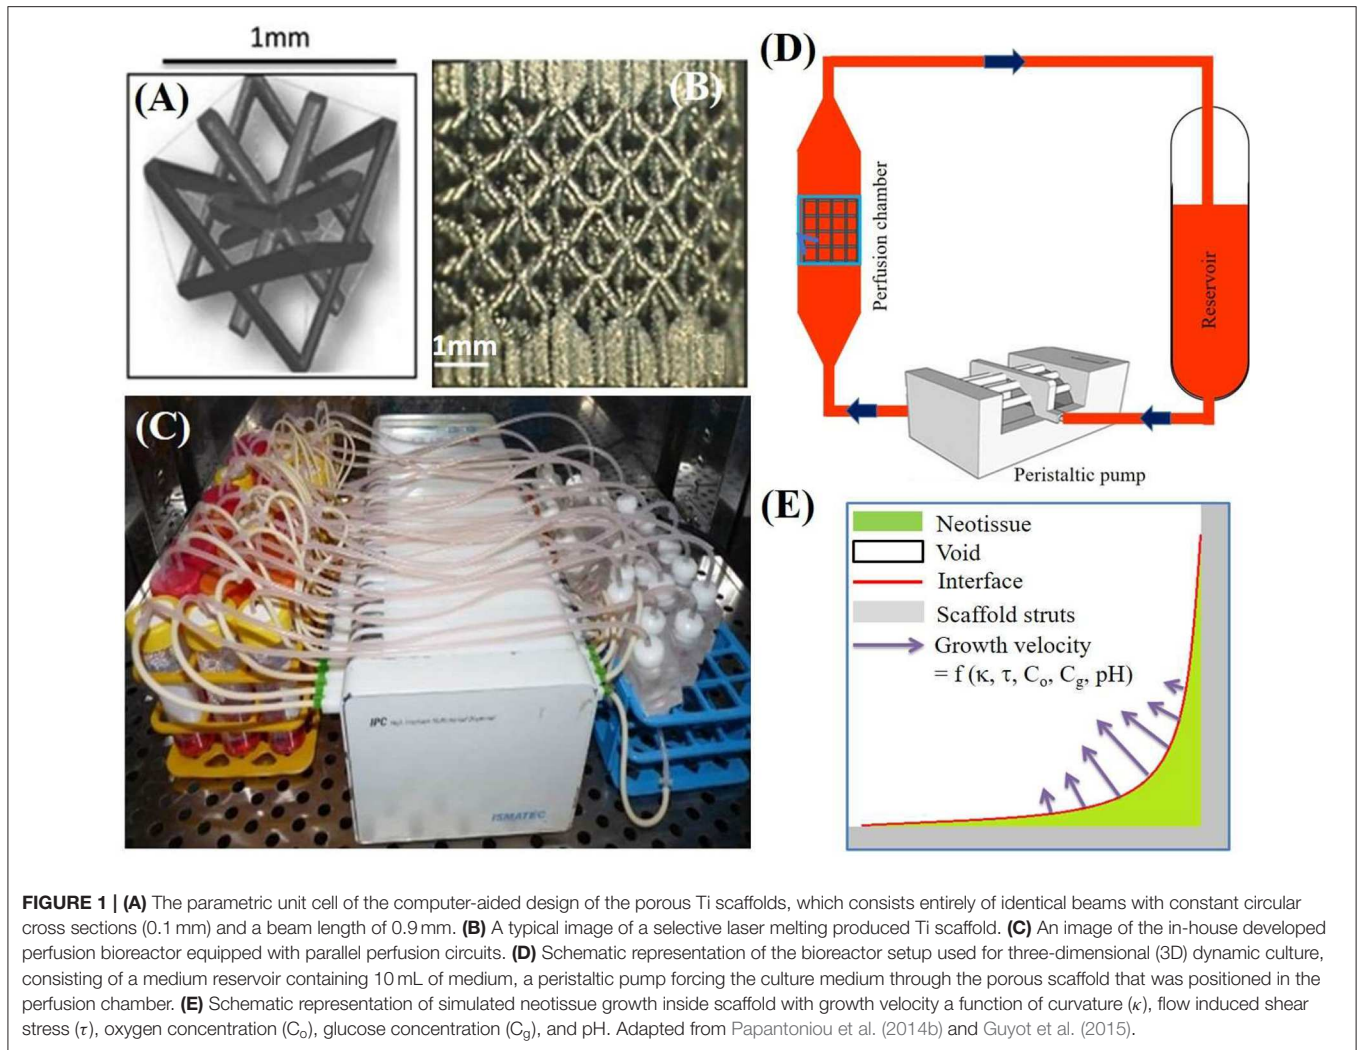 1mm
(A)
(B)
1mm
(C)
IPC
ISMATEC
(D)
Perfusion chamber
Reservoir
Peristaltic pump
(E)
Neotissue
Void
Interface
Scaffold struts
Growth velocity
= f (κ, τ, Cₒ, C_g, pH)
FIGURE 1 | (A) The parametric unit cell of the computer-aided design of the porous Ti scaffolds, which consists entirely of identical beams with constant circular
cross sections (0.1 mm) and a beam length of 0.9 mm. (B) A typical image of a selective laser melting produced Ti scaffold. (C) An image of the in-house developed
perfusion bioreactor equipped with parallel perfusion circuits. (D) Schematic representation of the bioreactor setup used for three-dimensional (3D) dynamic culture,
consisting of a medium reservoir containing 10 mL of medium, a peristaltic pump forcing the culture medium through the porous scaffold that was positioned in the
perfusion chamber. (E) Schematic representation of simulated neotissue growth inside scaffold with growth velocity a function of curvature (κ), flow induced shear
stress (τ), oxygen concentration (Cₒ), glucose concentration (C_g), and pH. Adapted from Papantoniou et al. (2014b) and Guyot et al. (2015).